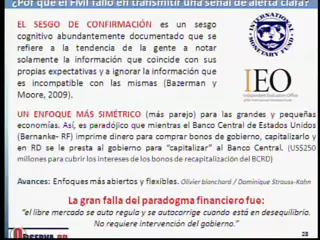 ¿Por qué el FMI falló en transmitir una señal de alerta clara?
EL SESGO DE CONFIRMACIÓN es un sesgo
cognitivo abundantemente documentado que se
refiere a la tendencia de la gente a notar
solamente la información que coincide con sus
propias expectativas y a ignorar la información que
es incompatible con las mismas (Bazerman y
Moore, 2009).
INTERNATIONAL MONETARY FUND
IEO
Independent Evaluation Office
UN ENFOQUE MÁS SIMÉTRICO (más parejo) para las grandes y pequeñas
economías. Así, es paradójico que mientras el Banco Central de Estados Unidos
(Bernanke- RF) imprime dinero para comprar bonos de gobierno, capitalizarlo y
en RD se le presta al gobierno para "capitalizar" al Banco Central. (US$250
millones para cubrir los intereses de los bonos de recapitalización del BCRD)
Avances: Enfoques más abiertos y flexibles. Olivier blanchard / Dominique Strauss-Kahn
La gran falla del paradogma financiero fue:
"el libre mercado se auto regula y se autocorrige cuando está en desequilibrio.
No requiere intervención del gobierno."
28